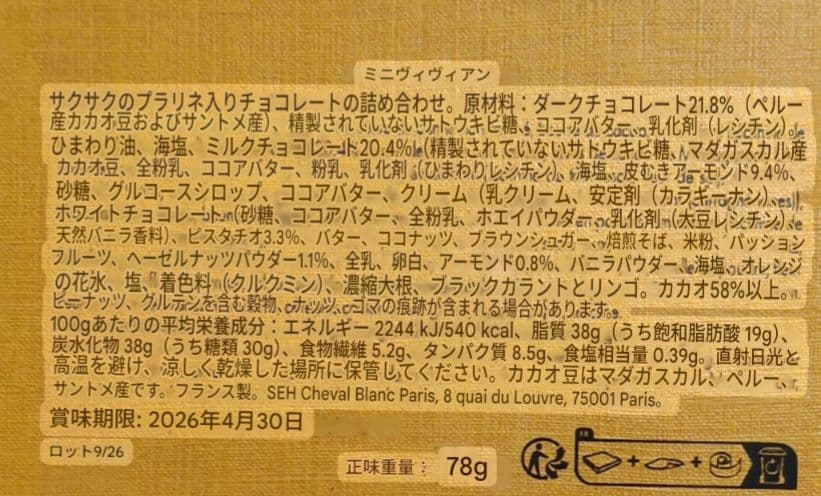 ミニヴィヴィアン
サクサクのプラリネ入りチョコレートの詰め合わせ。原材料：ダークチョコレート21.8%（ペルー
産カカオ豆およびサントメ産）、精製されていないサトウキビ糖、ココアバター、乳化剤（レシチン）。
ひまわり油、海塩、ミルクチョコレート20.4%（精製されていないサトウキビ糖、マダガスカル産
カカオ豆、全粉乳、ココアバター、粉乳、乳化剤（ひまわりレシチン）、海塩、皮むきアーモンド9.4%、
砂糖、グルコースシロップ、ココアバター、クリーム（乳クリーム、安定剤（カラギーナン）、
ホワイトチョコレート（砂糖、ココアバター、全粉乳、ホエイパウダー、乳化剤（大豆レシチン）、
天然バニラ香料）、ピスタチオ3.3%、バター、ココナッツ、ブラウンシュガー、焙煎そば、米粉、パッション
フルーツ、ヘーゼルナッツパウダー1.1%、全乳、卵白、アーモンド0.8%、バニラパウダー、海塩、オレンジ
の花水、塩、着色料（クルクミン）、濃縮大根、ブラックカラントとリンゴ。カカオ58%以上。
ピーナッツ、グルテンを含む穀物、ナッツ、ゴマの痕跡が含まれる場合があります。
100gあたりの平均栄養成分：エネルギー 2244 kJ/540 kcal、脂質 38g（うち飽和脂肪酸 19g）、
炭水化物 38g（うち糖類 30g）、食物繊維 5.2g、タンパク質 8.5g、食塩相当量 0.39g。直射日光と
高温を避け、涼しく乾燥した場所に保管してください。カカオ豆はマダガスカル、ペルー、
サントメ産です。フランス製。SEH Cheval Blanc Paris, 8 quai du Louvre, 75001 Paris。
賞味期限: 2026年4月30日
ロット9/26
正味重量： 78g